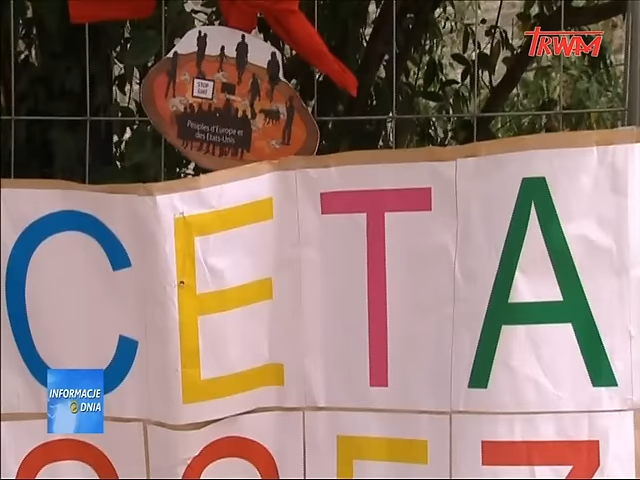 TRWAM
STOP
Peuples d'Europe et
des Etats-Unis
CETA
INFORMACJE
DNIA